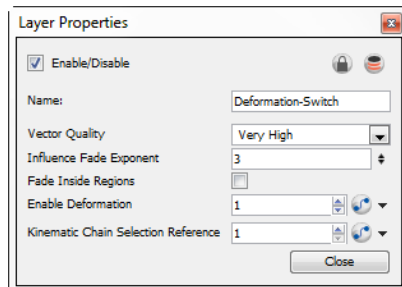 Layer Properties
Enable/Disable
Name: Deformation-Switch
Vector Quality Very High
Influence Fade Exponent 3
Fade Inside Regions
Enable Deformation 1
Kinematic Chain Selection Reference 1
Close